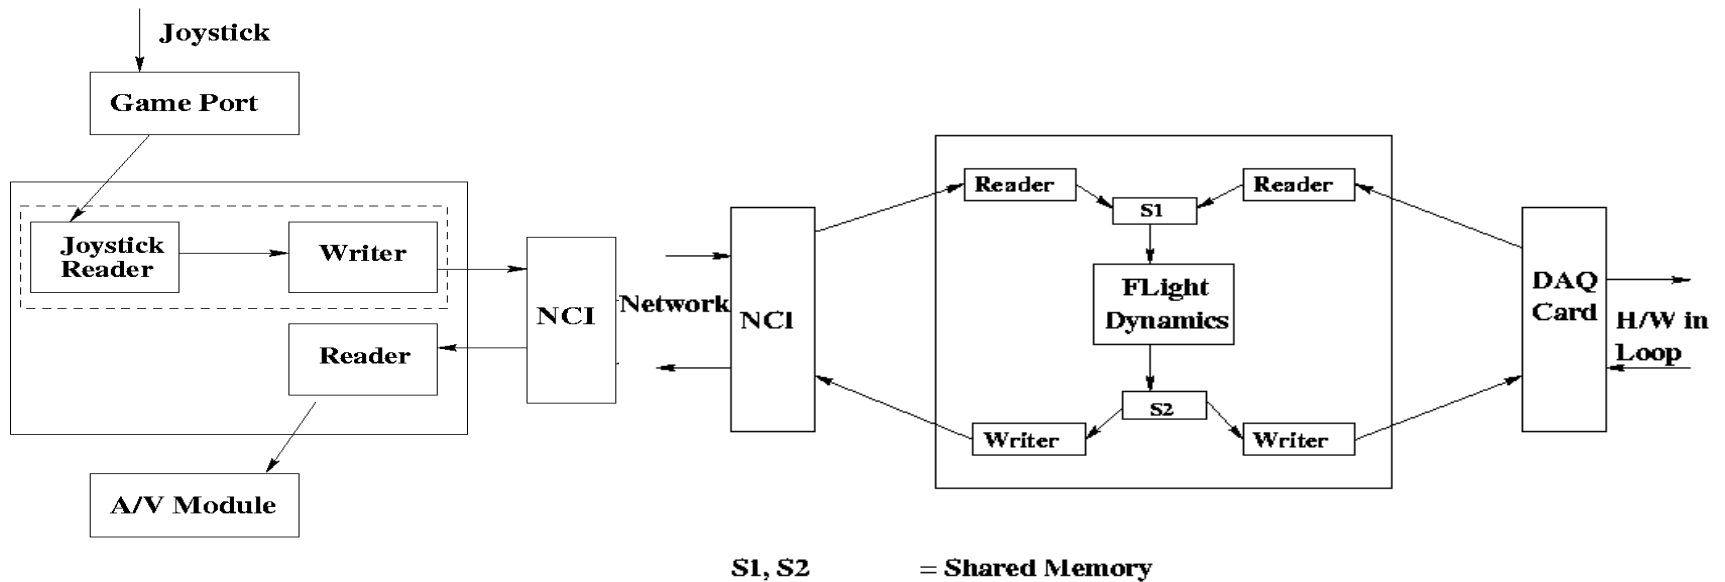 Joystick
Game Port
Joystick
Reader
Writer
Reader
A/V Module
NCI
Network
NCI
Reader
Reader
S1
FLight
Dynamics
S2
Writer
Writer
DAQ
Card
H/W in
Loop
S1, S2 = Shared Memory